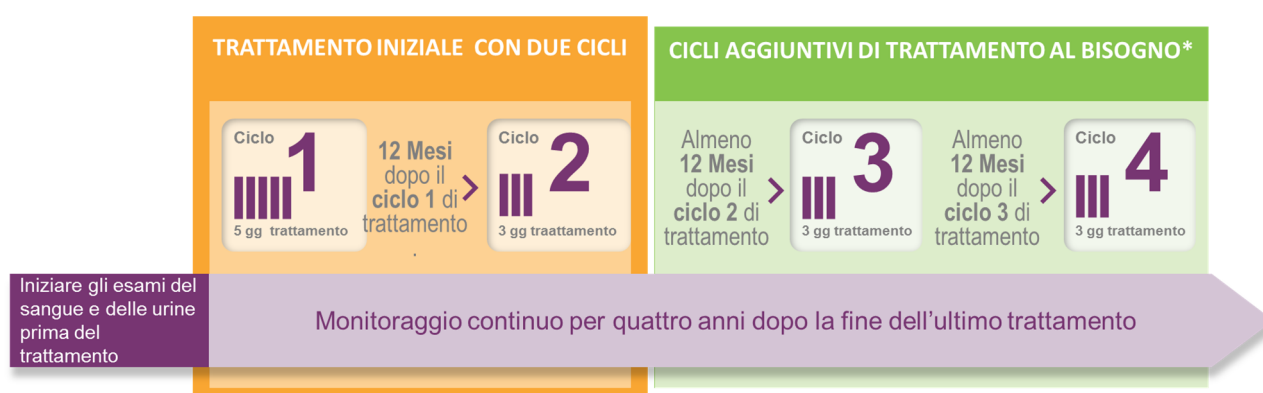 TRATTAMENTO INIZIALE CON DUE CICLI
Ciclo
1
5 gg trattamento
12 Mesi
dopo il
ciclo 1 di
trattamento
.
Ciclo
2
3 gg traattamento
CICLI AGGIUNTIVI DI TRATTAMENTO AL BISOGNO*
Almeno
12 Mesi
dopo il
ciclo 2 di
trattamento
Ciclo
3
3 gg trattamento
Almeno
12 Mesi
dopo il
ciclo 3 di
trattamento
Ciclo
4
3 gg trattamento
Iniziare gli esami del
sangue e delle urine
prima del
trattamento
Monitoraggio continuo per quattro anni dopo la fine dell’ultimo trattamento